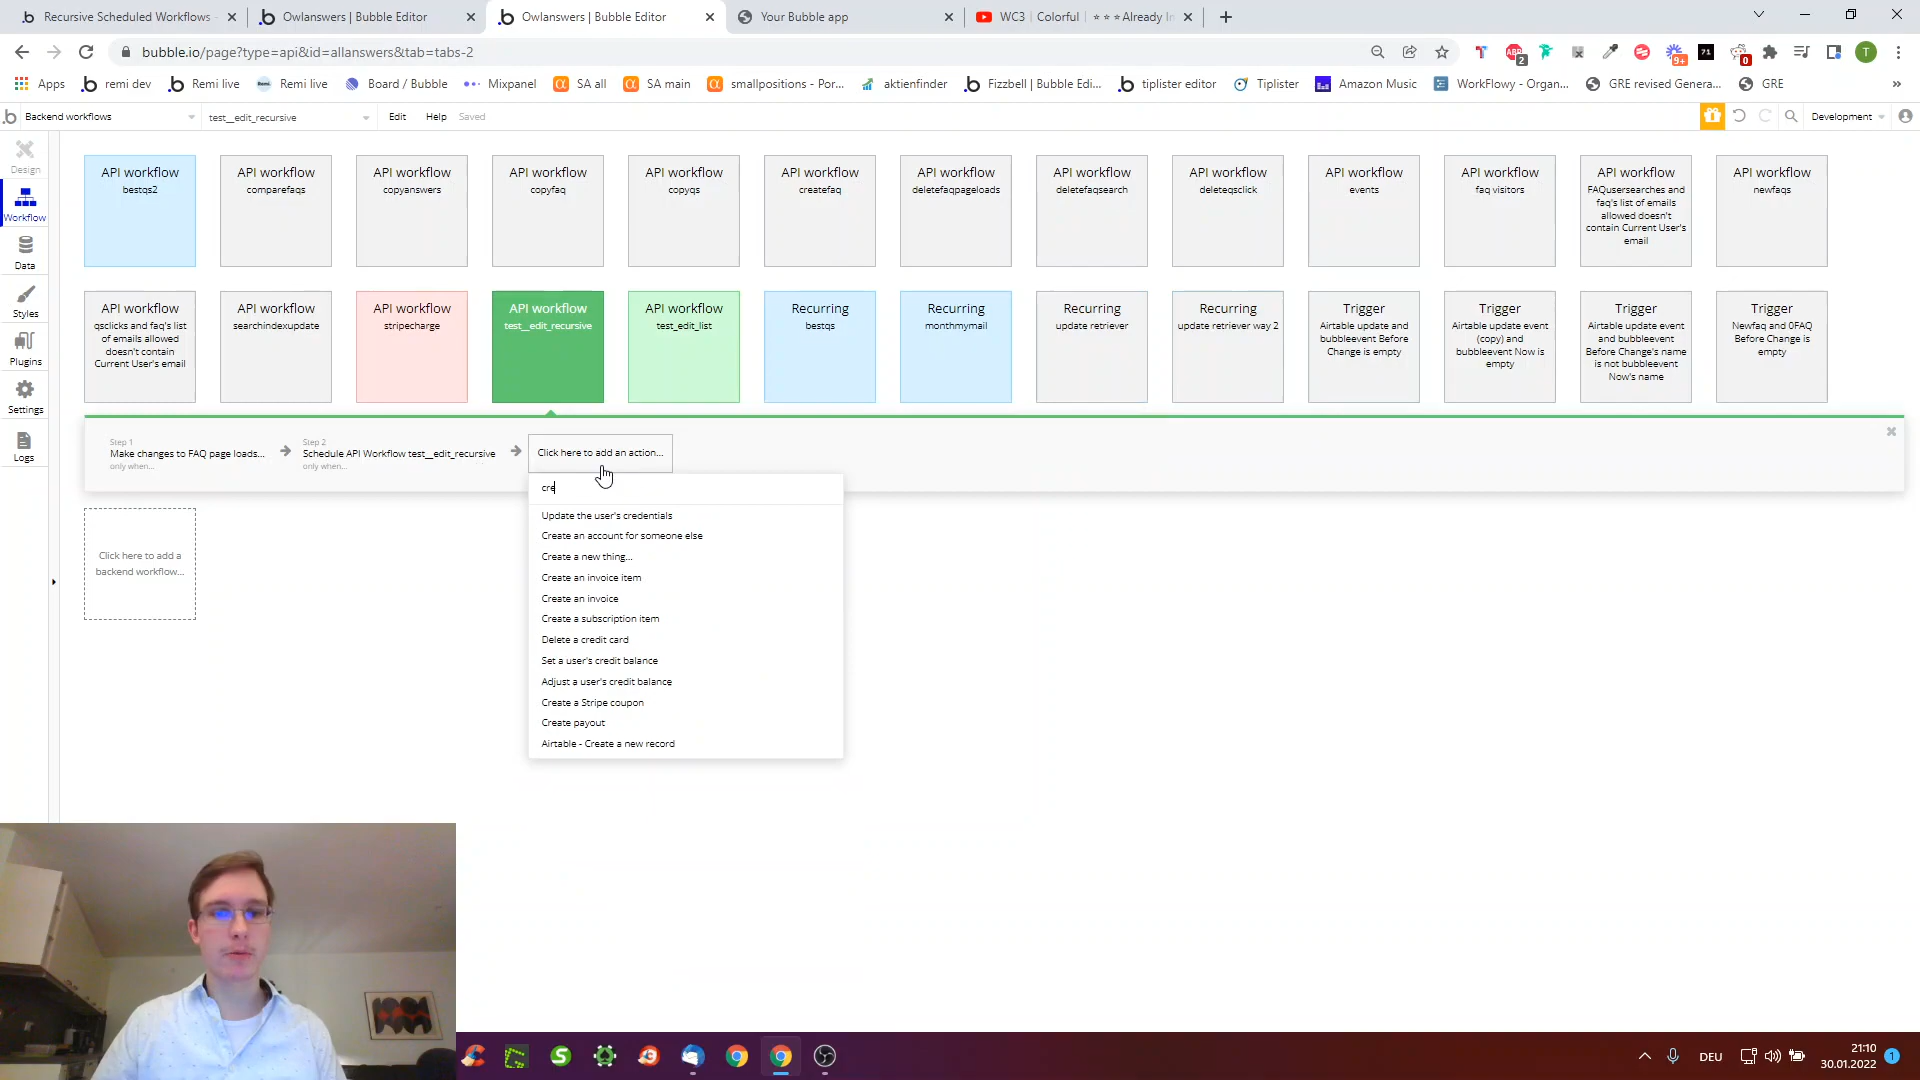 Recursive Scheduled Workflows
Owlanswers | Bubble Editor
Owlanswers | Bubble Editor
Your Bubble app
WC3 | Colorful | ⭑⭑⭑Already In
bubble.io/page?type=api&id=allanswers&tab=tabs-2
Apps
remi dev
Remi live
Remi live
Board / Bubble
Mixpanel
SA all
SA main
smallpositions - Por...
aktienfinder
Fizzbell | Bubble Edi...
tiplister editor
Tiplister
Amazon Music
WorkFlowy - Organ...
GRE revised Genera...
GRE
Backend workflows
test__edit_recursive
Edit
Help
Saved
Development
Design
Workflow
Data
Styles
Plugins
Settings
Logs
API workflow
bestqs2
API workflow
comparefaqs
API workflow
copyanswers
API workflow
copyfaq
API workflow
copyqs
API workflow
createfaq
API workflow
deletefaqpageloads
API workflow
deletefaqsearch
API workflow
deleteqsclick
API workflow
events
API workflow
faq visitors
API workflow
FAQusersearches and
faq's list of emails
allowed doesn't
contain Current User's
email
API workflow
newfaqs
API workflow
qsclicks and faq's list
of emails allowed
doesn't contain
Current User's email
API workflow
searchindexupdate
API workflow
stripecharge
API workflow
test__edit_recursive
API workflow
test_edit_list
Recurring
bestqs
Recurring
monthmymail
Recurring
update retriever
Recurring
update retriever way 2
Trigger
Airtable update and
bubbleevent Before
Change is empty
Trigger
Airtable update event
(copy) and
bubbleevent Now is
empty
Trigger
Airtable update event
and bubbleevent
Before Change's name
is not bubbleevent
Now's name
Trigger
Newfaq and 0FAQ
Before Change is
empty
Step 1
Make changes to FAQ page loads...
only when...
Step 2
Schedule API Workflow test__edit_recursive
only when...
Click here to add an action...
cre
Update the user's credentials
Create an account for someone else
Create a new thing...
Create an invoice item
Create an invoice
Create a subscription item
Delete a credit card
Set a user's credit balance
Adjust a user's credit balance
Create a Stripe coupon
Create payout
Airtable - Create a new record
Click here to add a
backend workflow...
DEU
21:10
30.01.2022
1